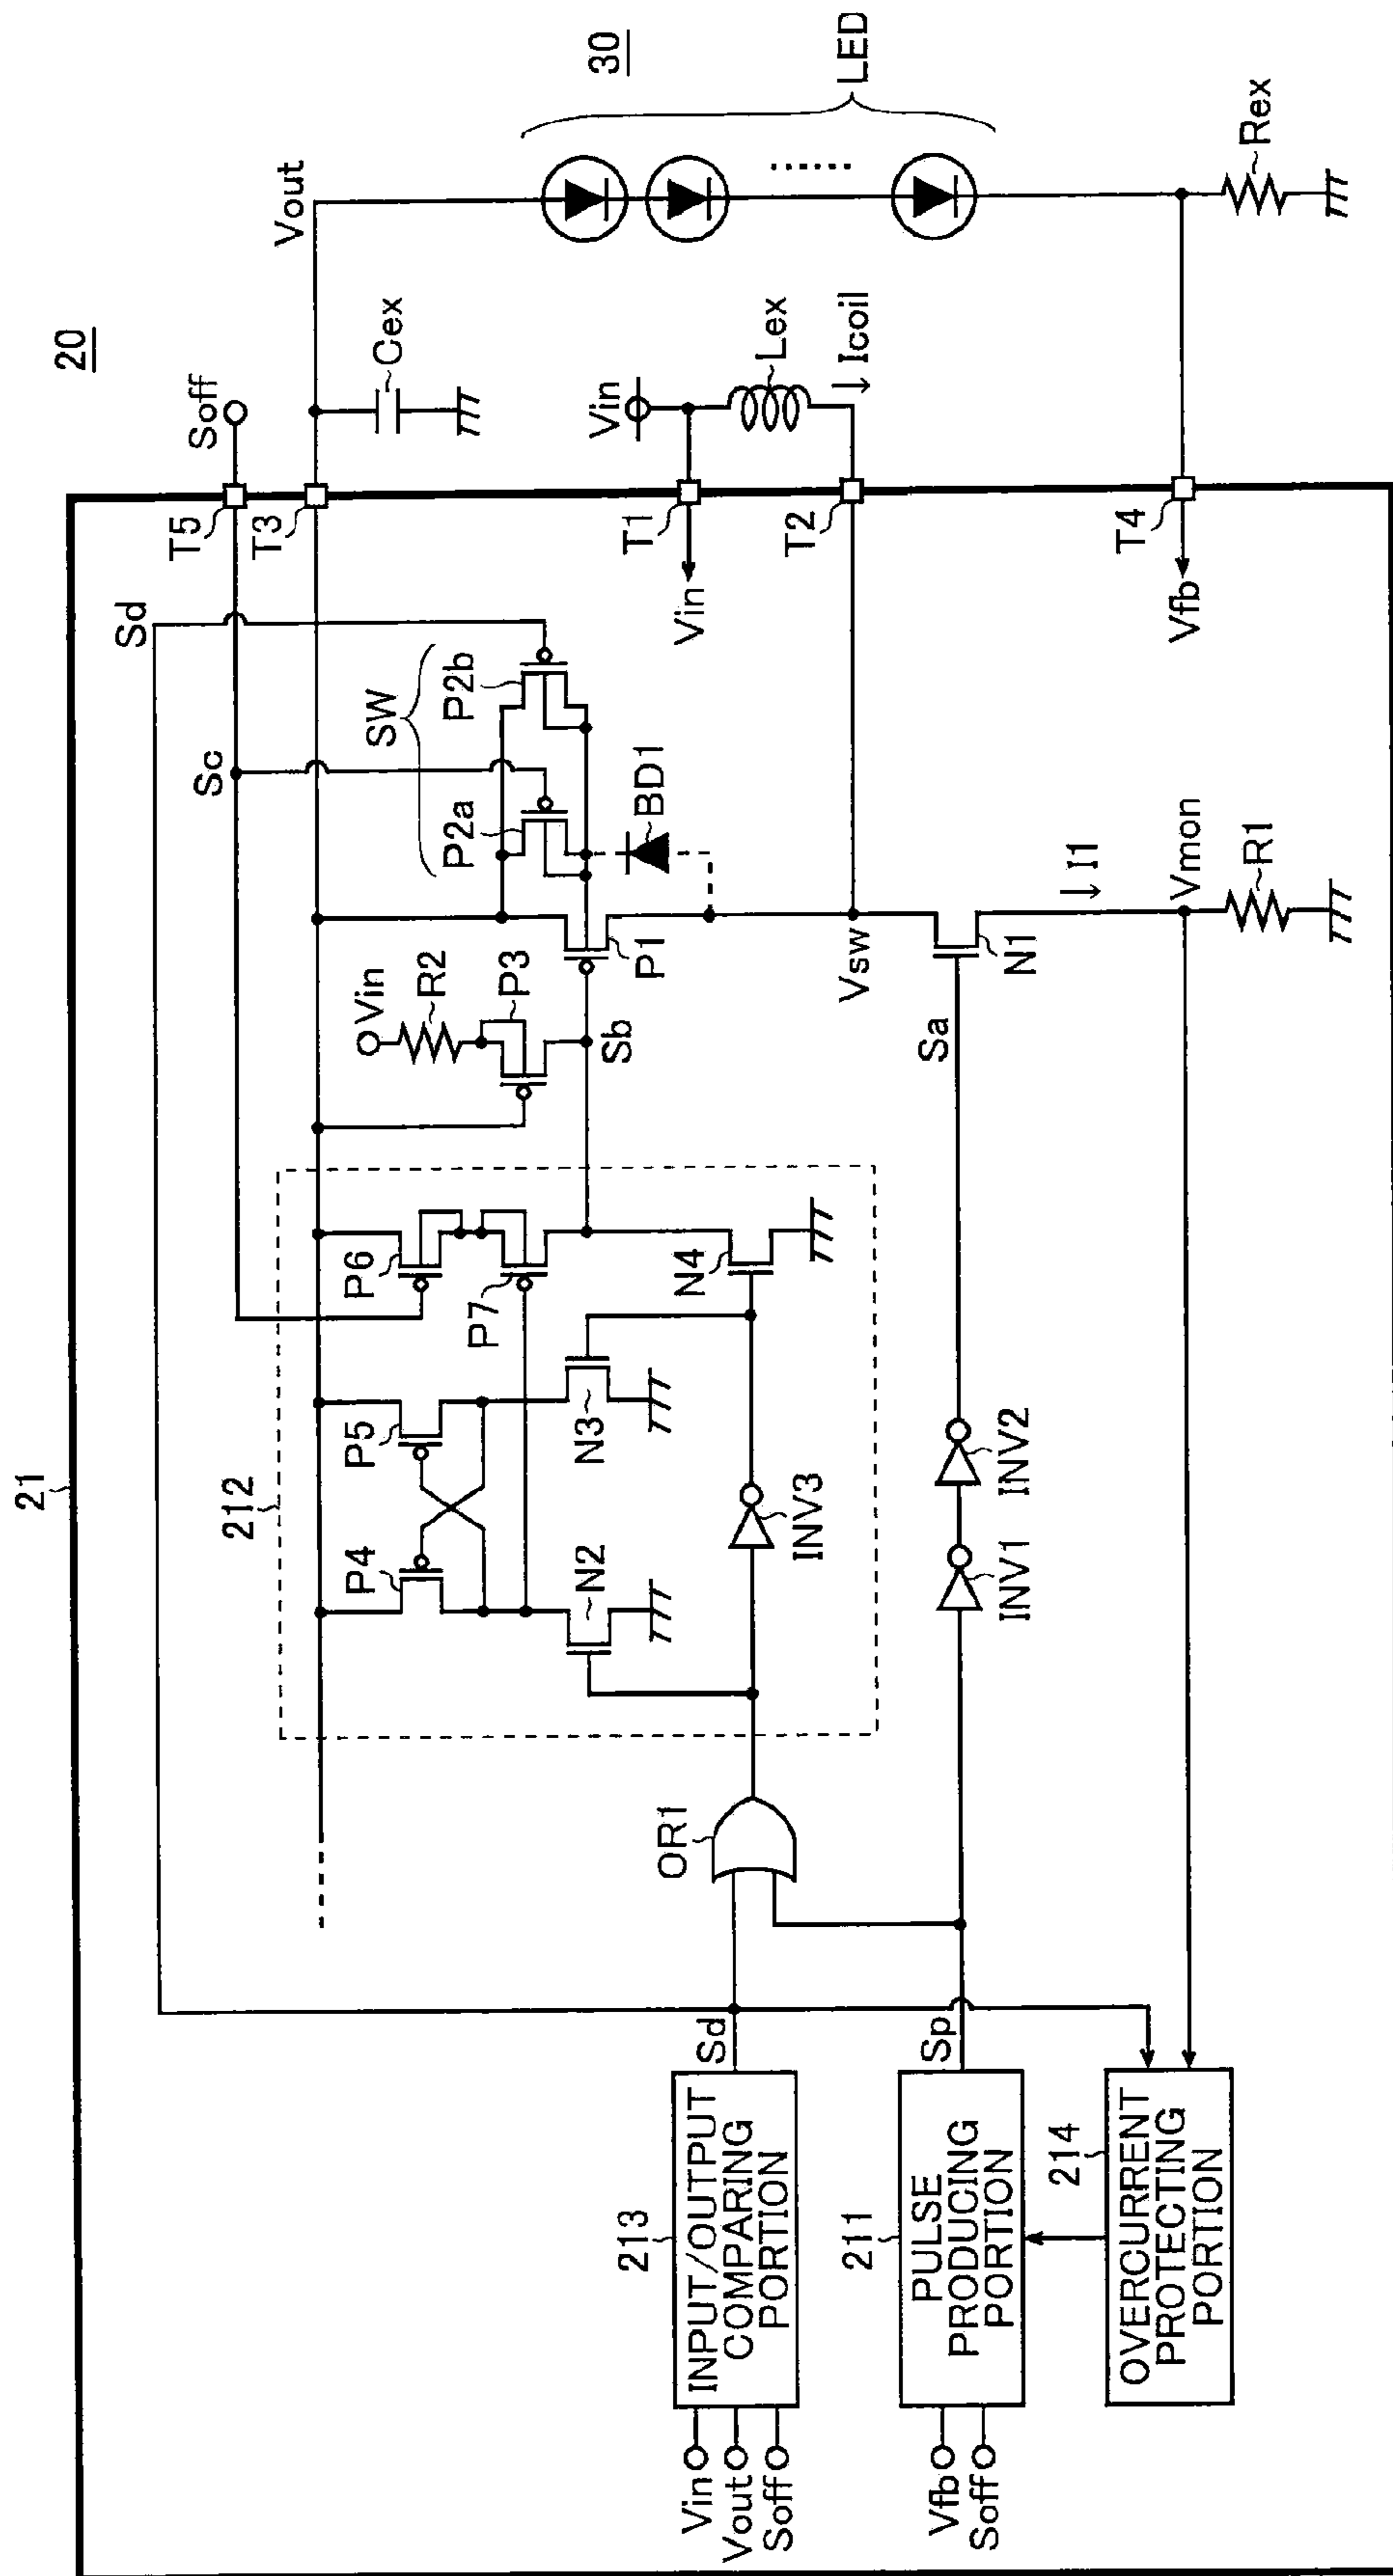 20
30
21
Soff
Vout
Cex
T5
T3
Sd
Sc
SW
P2a
P2b
BD1
Vin
Lex
Icoil
T1
Vin
T2
T4
Vfb
LED
Rex
Vin
R2
P3
P1
Sb
Vsw
N1
Sa
I1
Vmon
R1
212
P4
P5
P6
P7
N2
N3
N4
INV3
INV1
INV2
OR1
Sd
Sp
213
INPUT/OUTPUT
COMPARING
PORTION
Vin
Vout
Soff
211
PULSE
PRODUCING
PORTION
Vfb
Soff
214
OVERCURRENT
PROTECTING
PORTION